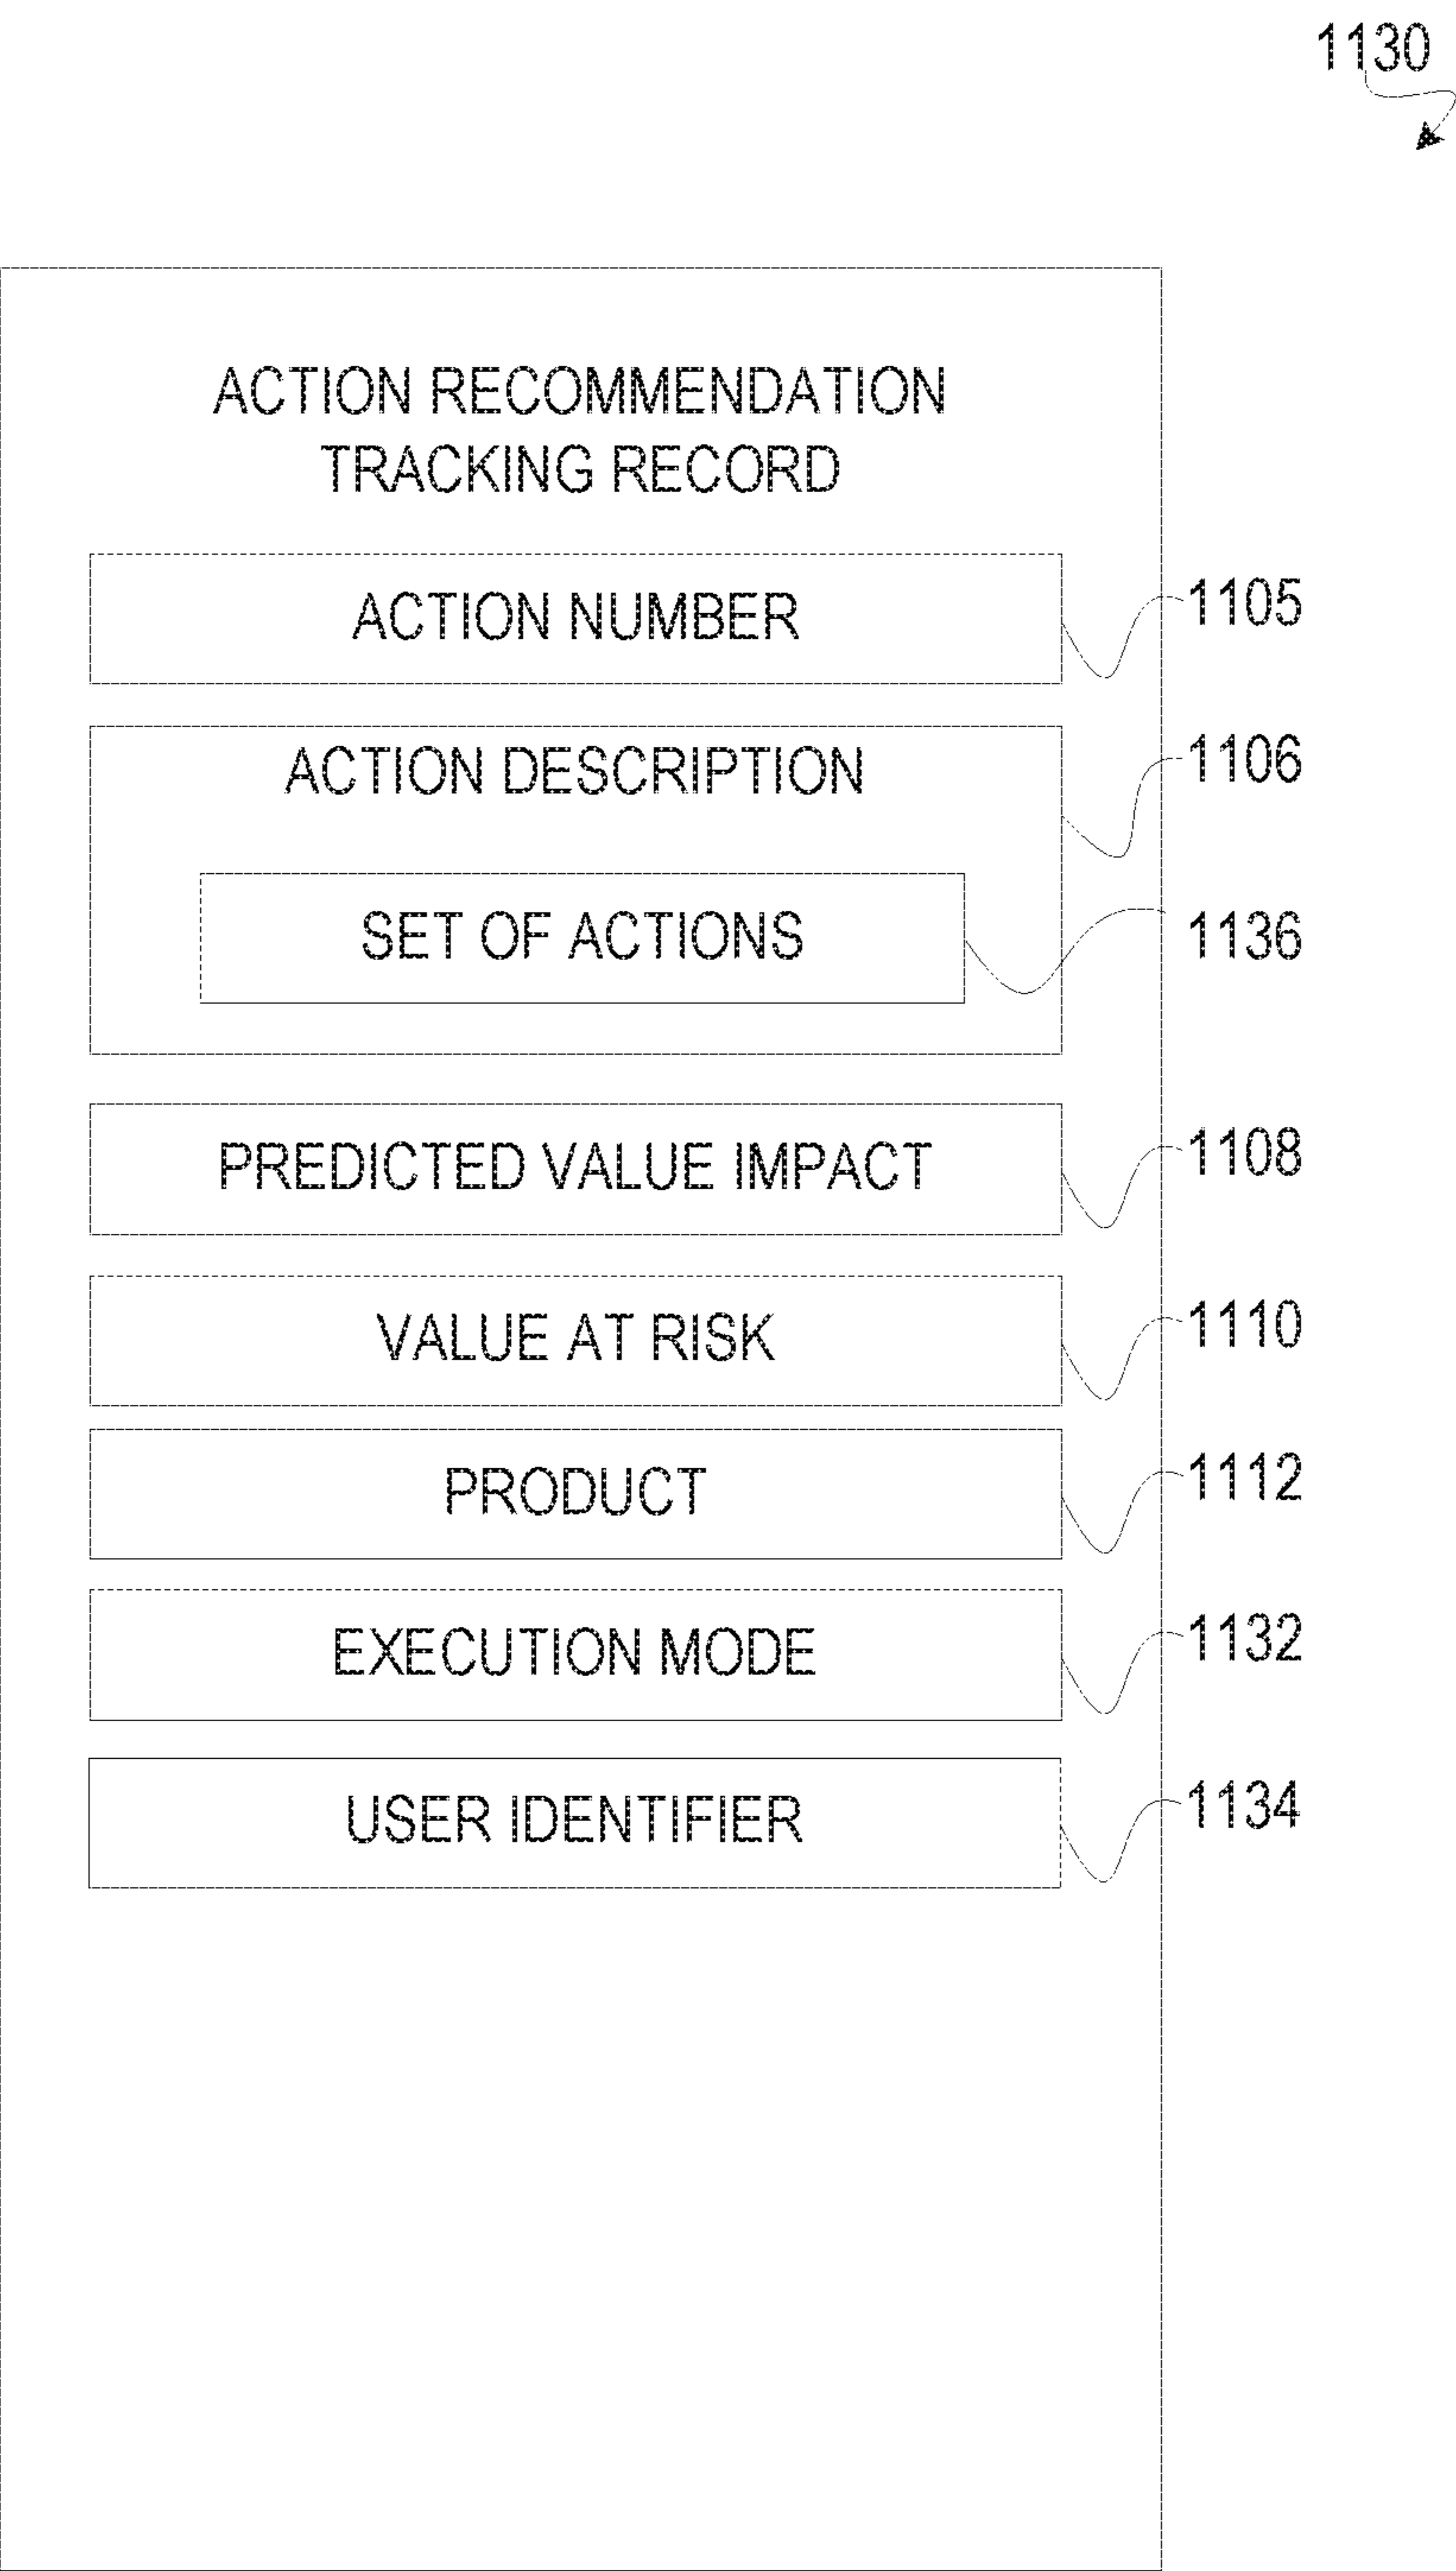 1130
ACTION RECOMMENDATION
TRACKING RECORD
ACTION NUMBER
1105
ACTION DESCRIPTION
1106
SET OF ACTIONS
1136
PREDICTED VALUE IMPACT
1108
VALUE AT RISK
1110
PRODUCT
1112
EXECUTION MODE
1132
USER IDENTIFIER
1134